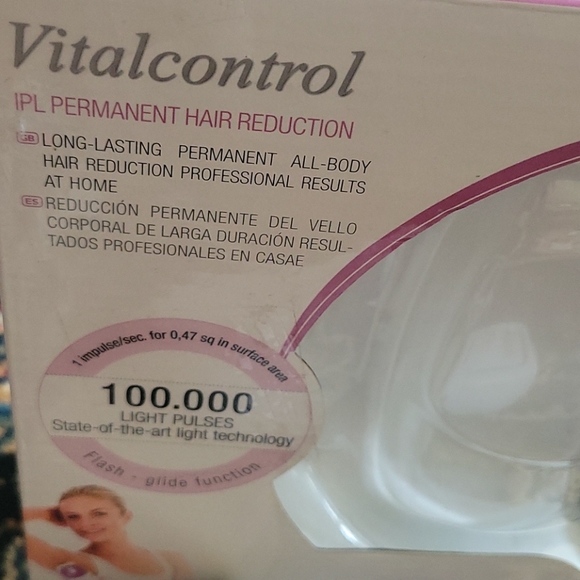 Vitalcontrol
IPL PERMANENT HAIR REDUCTION
GB LONG-LASTING PERMANENT ALL-BODY
HAIR REDUCTION PROFESSIONAL RESULTS
AT HOME
ES REDUCCIÓN PERMANENTE DEL VELLO
CORPORAL DE LARGA DURACIÓN RESUL-
TADOS PROFESIONALES EN CASAE
1 impulse/sec. for 0,47 sq in surface area
100.000
LIGHT PULSES
State-of-the-art light technology
Flash - glide function